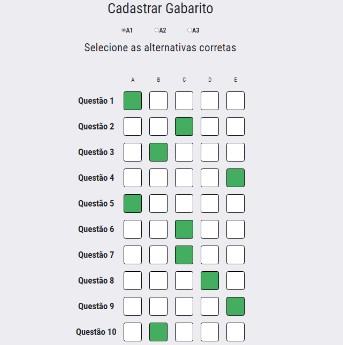 Cadastrar Gabarito
A1 A2 A3
Selecione as alternativas corretas
A B C D E
Questão 1
Questão 2
Questão 3
Questão 4
Questão 5
Questão 6
Questão 7
Questão 8
Questão 9
Questão 10